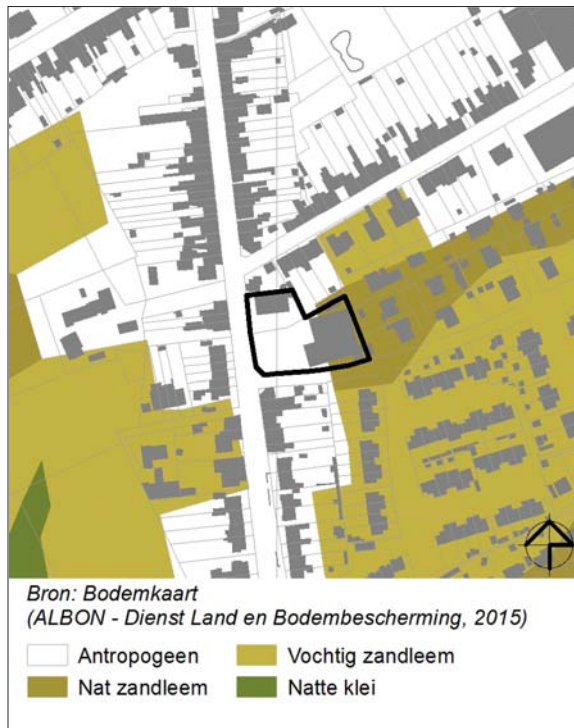 Bron: Bodemkaart
(ALBON - Dienst Land en Bodembescherming, 2015)
Antropogeen Vochtig zandleem
Nat zandleem Natte klei